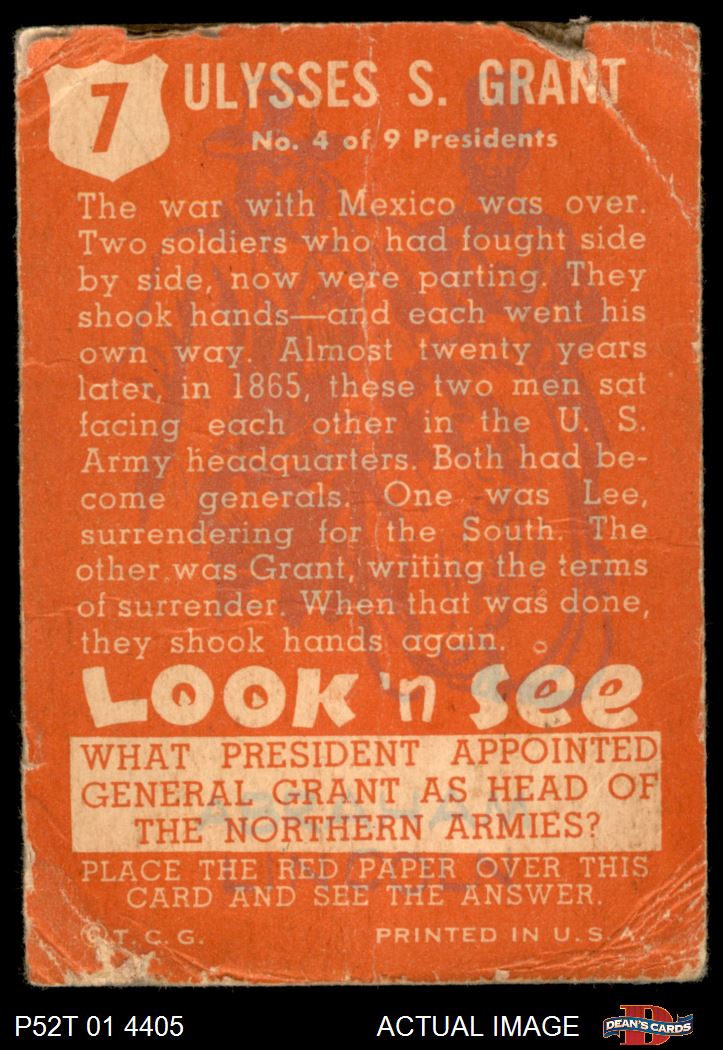 7
ULYSSES S. GRANT
No. 4 of 9 Presidents
The war with Mexico was over.
Two soldiers who had fought side
by side, now were parting. They
shook hands—and each went his
own way. Almost twenty years
later, in 1865, these two men sat
facing each other in the U. S.
Army headquarters. Both had be-
come generals. One was Lee,
surrendering for the South. The
other was Grant, writing the terms
of surrender. When that was done,
they shook hands again.
LOOK 'n See
WHAT PRESIDENT APPOINTED
GENERAL GRANT AS HEAD OF
THE NORTHERN ARMIES?
ABRAHAM
LINCOLN
PLACE THE RED PAPER OVER THIS
CARD AND SEE THE ANSWER.
© T. C. G.
PRINTED IN U. S. A.
P52T 01 4405
ACTUAL IMAGE
D
DEAN'S CARDS